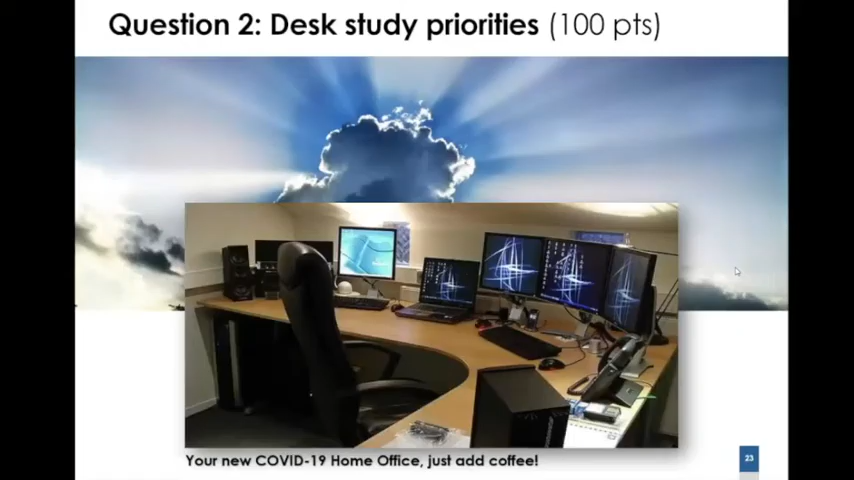 Question 2: Desk study priorities (100 pts)
Your new COVID-19 Home Office, just add coffee!
23